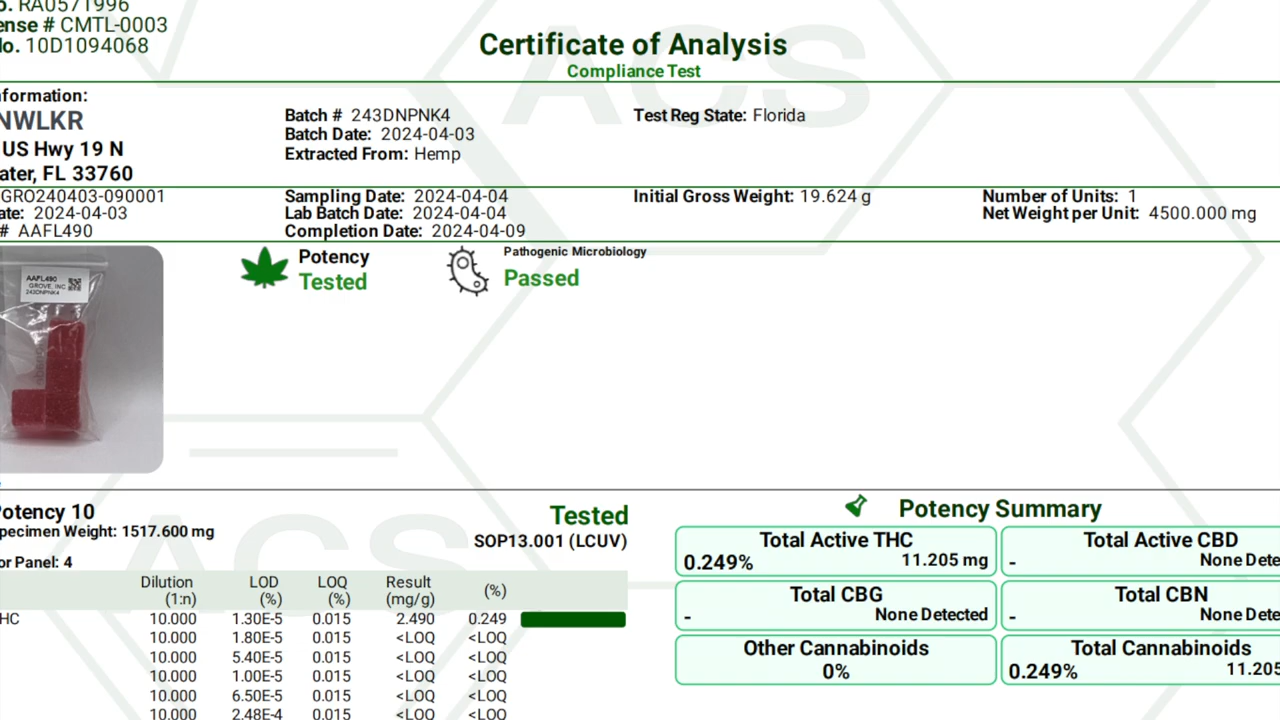 o. RA0571996
ense # CMTL-0003
No. 10D1094068
ACS
Certificate of Analysis
Compliance Test
nformation:
NWLKR
US Hwy 19 N
ater, FL 33760
Batch # 243DNPNK4
Batch Date: 2024-04-03
Extracted From: Hemp
Test Reg State: Florida
GRO240403-090001
ate: 2024-04-03
# AAFL490
Sampling Date: 2024-04-04
Lab Batch Date: 2024-04-04
Completion Date: 2024-04-09
Initial Gross Weight: 19.624 g
Number of Units: 1
Net Weight per Unit: 4500.000 mg
AAFL490
GROVE, INC
243DNPNK4
Potency
Tested
Pathogenic Microbiology
Passed
Potency 10
pecimen Weight: 1517.600 mg
Tested
SOP13.001 (LCUV)
or Panel: 4
ACS
Dilution (1:n) LOD (%) LOQ (%) Result (mg/g) (%)
HC 10.000 1.30E-5 0.015 2.490 0.249
10.000 1.80E-5 0.015 <LOQ <LOQ
10.000 5.40E-5 0.015 <LOQ <LOQ
10.000 1.00E-5 0.015 <LOQ <LOQ
10.000 6.50E-5 0.015 <LOQ <LOQ
10.000 2.48E-4 0.015 <LOQ <LOQ
Potency Summary
Total Active THC
0.249% 11.205 mg
Total Active CBD
- None Dete
Total CBG
- None Detected
Total CBN
- None Dete
Other Cannabinoids
0%
Total Cannabinoids
0.249% 11.205